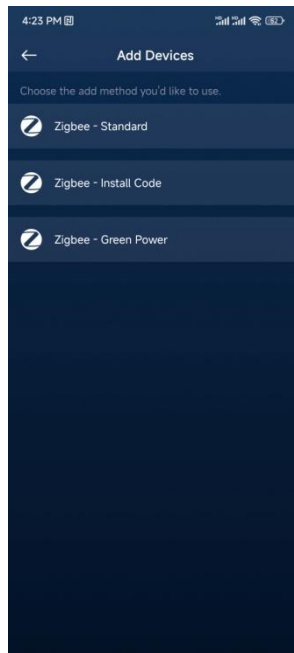 4:23 PM
52
Add Devices
Choose the add method you'd like to use.
Zigbee - Standard
Zigbee - Install Code
Zigbee - Green Power